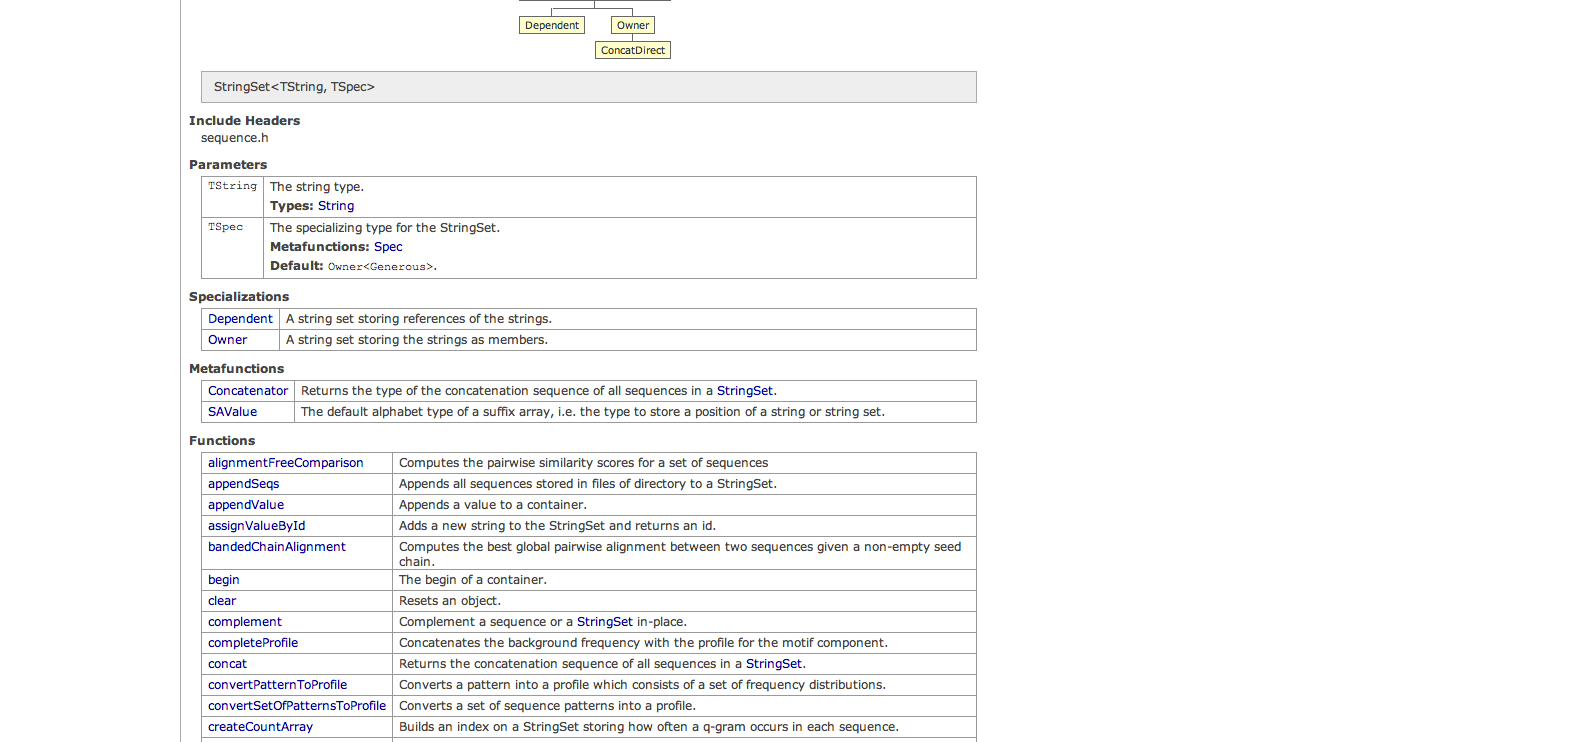 Dependent
Owner
ConcatDirect
StringSet<TString, TSpec>
Include Headers
sequence.h
Parameters
TString The string type.
Types: String
TSpec The specializing type for the StringSet.
Metafunctions: Spec
Default: Owner<Generous>.
Specializations
Dependent A string set storing references of the strings.
Owner A string set storing the strings as members.
Metafunctions
Concatenator Returns the type of the concatenation sequence of all sequences in a StringSet.
SAValue The default alphabet type of a suffix array, i.e. the type to store a position of a string or string set.
Functions
alignmentFreeComparison Computes the pairwise similarity scores for a set of sequences
appendSeqs Appends all sequences stored in files of directory to a StringSet.
appendValue Appends a value to a container.
assignValueById Adds a new string to the StringSet and returns an id.
bandedChainAlignment Computes the best global pairwise alignment between two sequences given a non-empty seed
chain.
begin The begin of a container.
clear Resets an object.
complement Complement a sequence or a StringSet in-place.
completeProfile Concatenates the background frequency with the profile for the motif component.
concat Returns the concatenation sequence of all sequences in a StringSet.
convertPatternToProfile Converts a pattern into a profile which consists of a set of frequency distributions.
convertSetOfPatternsToProfile Converts a set of sequence patterns into a profile.
createCountArray Builds an index on a StringSet storing how often a q-gram occurs in each sequence.